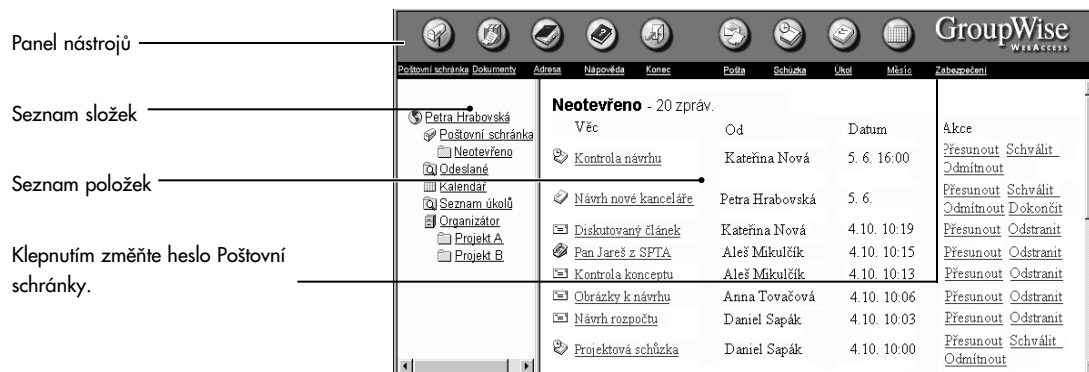 Panel nástrojů
Seznam složek
Seznam položek
Klepnutím změňte heslo Poštovní
schránky.
GroupWise
WEBACCESS
Poštovní schránka Dokumenty Adresa Nápověda Konec Pošta Schůzka Úkol Měsíc Zabezpečení
Petra Hrabovská
Poštovní schránka
Neotevřeno
Odeslané
Kalendář
Seznam úkolů
Organizátor
Projekt A
Projekt B
Neotevřeno - 20 zpráv.
Věc Od Datum Akce
Kontrola návrhu Kateřina Nová 5. 6. 16:00 Přesunout Schválit
Odmítnout
Návrh nové kanceláře Petra Hrabovská 5. 6. Přesunout Schválit
Odmítnout Dokončit
Diskutovaný článek Kateřina Nová 4.10. 10:19 Přesunout Odstranit
Pan Jareš z SPTA Aleš Mikulčík 4.10. 10:15 Přesunout Odstranit
Kontrola konceptu Aleš Mikulčík 4.10. 10:13 Přesunout Odstranit
Obrázky k návrhu Anna Tovačová 4.10. 10:06 Přesunout Odstranit
Návrh rozpočtu Daniel Sapák 4.10. 10:03 Přesunout Odstranit
Projektová schůzka Daniel Sapák 4.10. 10:00 Přesunout Schválit
Odmítnout